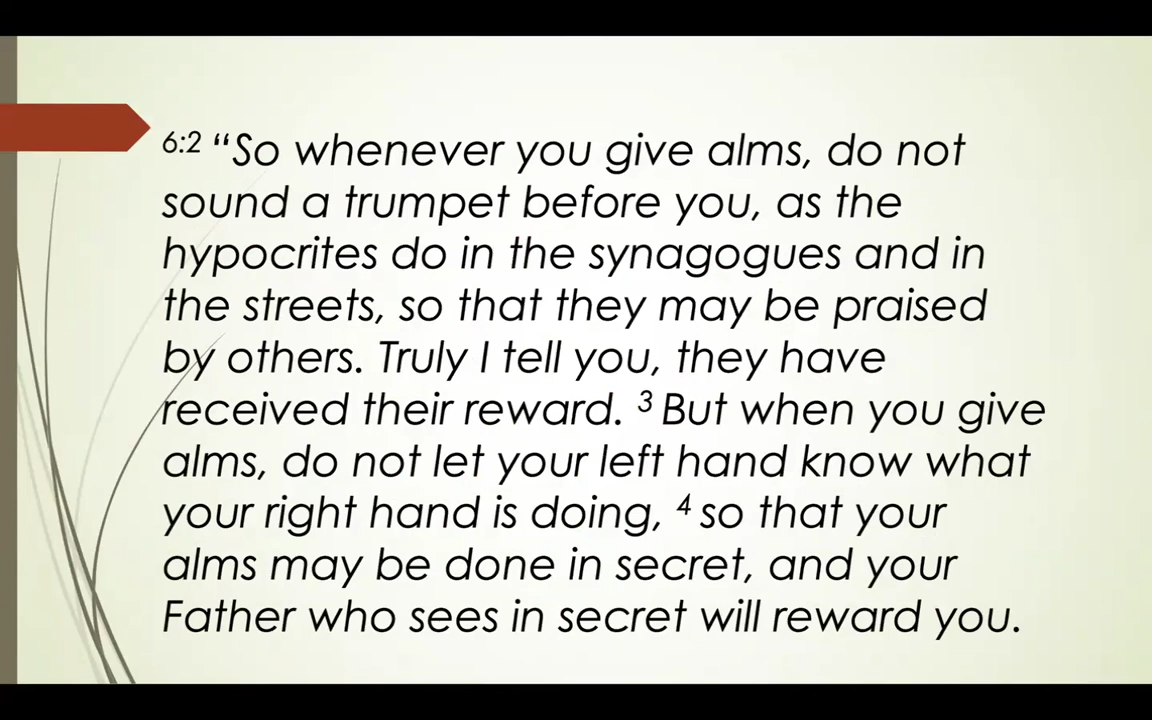 6:2 “So whenever you give alms, do not
sound a trumpet before you, as the
hypocrites do in the synagogues and in
the streets, so that they may be praised
by others. Truly I tell you, they have
received their reward. 3 But when you give
alms, do not let your left hand know what
your right hand is doing, 4 so that your
alms may be done in secret, and your
Father who sees in secret will reward you.